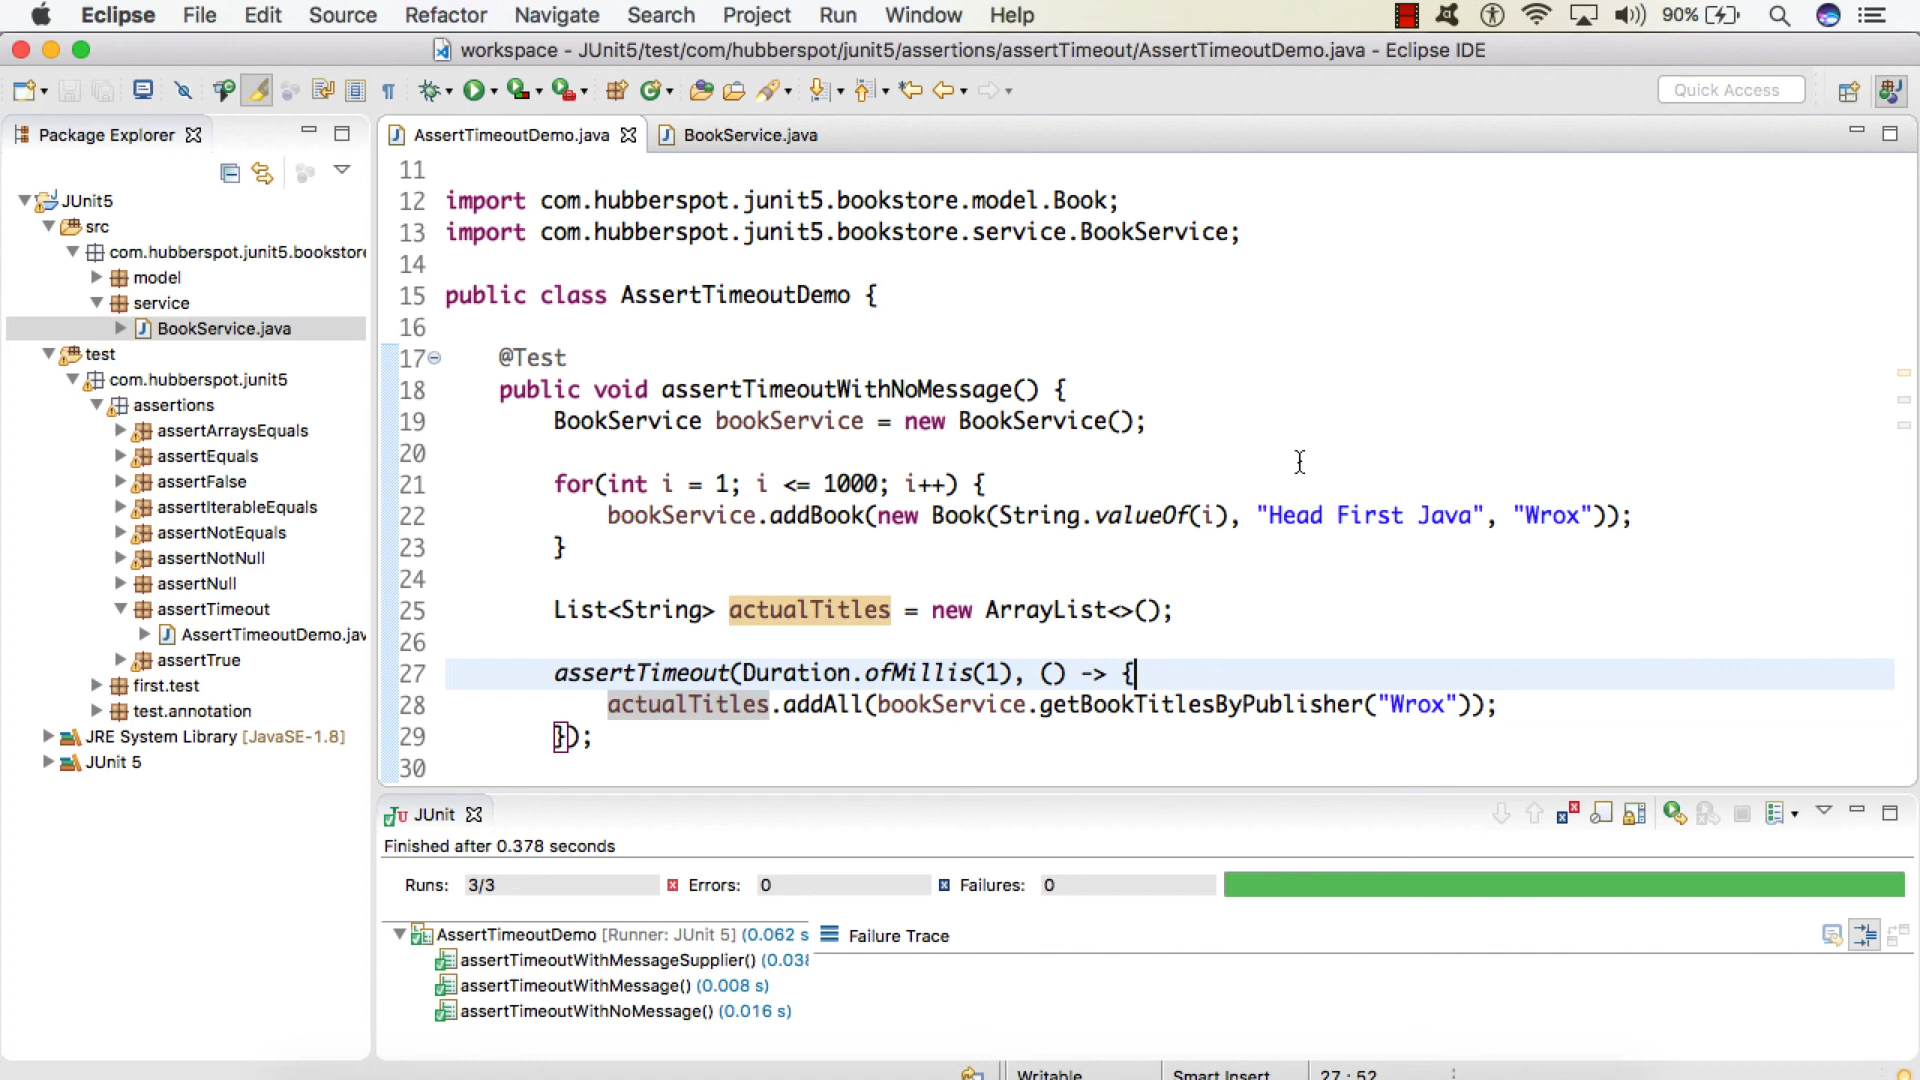 Eclipse File Edit Source Refactor Navigate Search Project Run Window Help 90%
workspace - JUnit5/test/com/hubberspot/junit5/assertions/assertTimeout/AssertTimeoutDemo.java - Eclipse IDE
Quick Access
Package Explorer
AssertTimeoutDemo.java BookService.java
JUnit5
src
com.hubberspot.junit5.bookstore
model
service
BookService.java
test
com.hubberspot.junit5
assertions
assertArraysEquals
assertEquals
assertFalse
assertIterableEquals
assertNotEquals
assertNotNull
assertNull
assertTimeout
AssertTimeoutDemo.jav
assertTrue
first.test
test.annotation
JRE System Library [JavaSE-1.8]
JUnit 5
11
12 import com.hubberspot.junit5.bookstore.model.Book;
13 import com.hubberspot.junit5.bookstore.service.BookService;
14
15 public class AssertTimeoutDemo {
16
17 @Test
18 public void assertTimeoutWithNoMessage() {
19 BookService bookService = new BookService();
20
21 for(int i = 1; i <= 1000; i++) {
22 bookService.addBook(new Book(String.valueOf(i), "Head First Java", "Wrox"));
23 }
24
25 List<String> actualTitles = new ArrayList<>();
26
27 assertTimeout(Duration.ofMillis(1), () -> {
28 actualTitles.addAll(bookService.getBookTitlesByPublisher("Wrox"));
29 });
30
JUnit
Finished after 0.378 seconds
Runs: 3/3 Errors: 0 Failures: 0
AssertTimeoutDemo [Runner: JUnit 5] (0.062 s Failure Trace
assertTimeoutWithMessageSupplier() (0.038
assertTimeoutWithMessage() (0.008 s)
assertTimeoutWithNoMessage() (0.016 s)
Writable Smart Insert 27 : 52